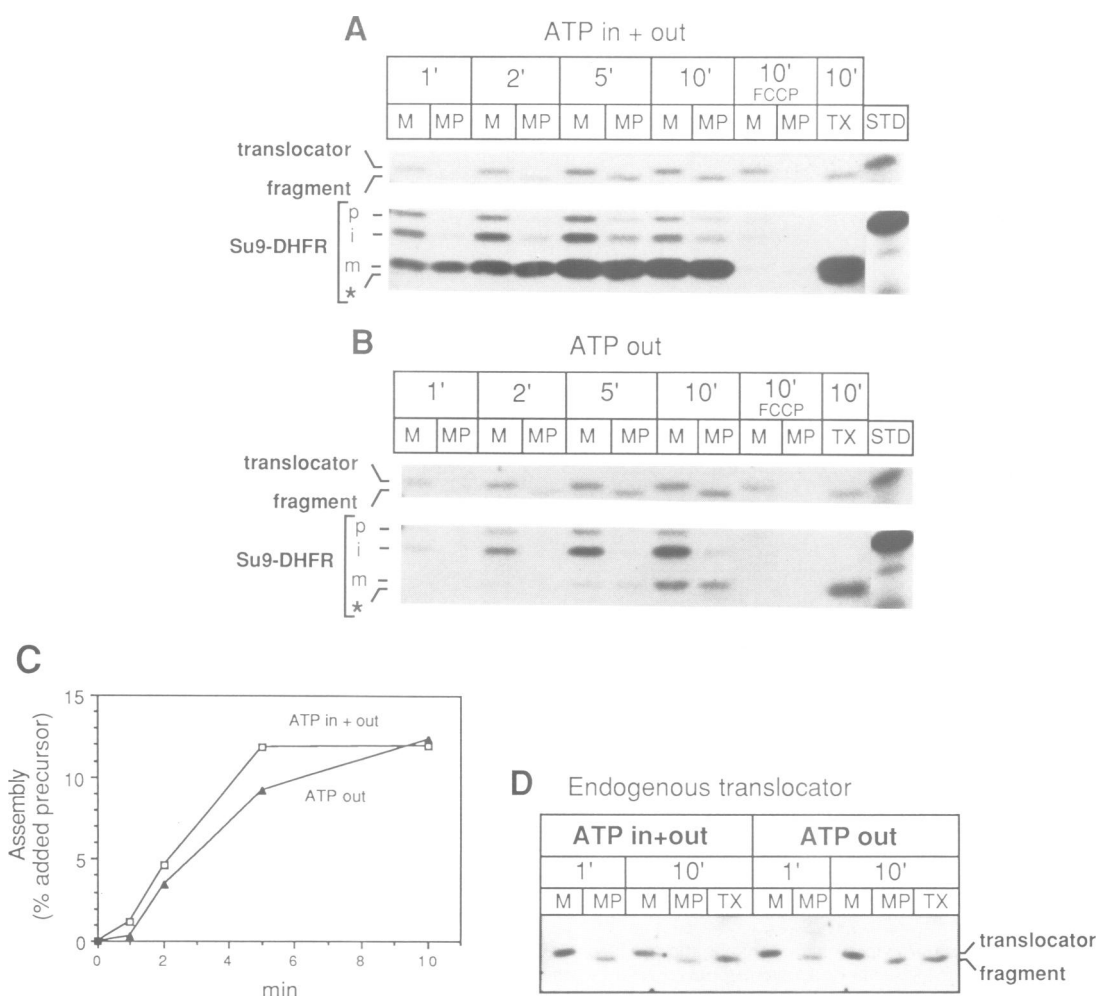 A
ATP in + out
1' 2' 5' 10' 10' FCCP 10'
M MP M MP M MP M MP M MP TX STD
translocator
fragment
Su9-DHFR
p
i
m
*
B
ATP out
1' 2' 5' 10' 10' FCCP 10'
M MP M MP M MP M MP M MP TX STD
translocator
fragment
Su9-DHFR
p
i
m
*
C
Assembly
(% added precursor)
15
10
5
0
ATP in + out
ATP out
0 2 4 6 8 10
min
D
Endogenous translocator
ATP in+out ATP out
1' 10' 1' 10'
M MP M MP TX M MP M MP TX
translocator
fragment